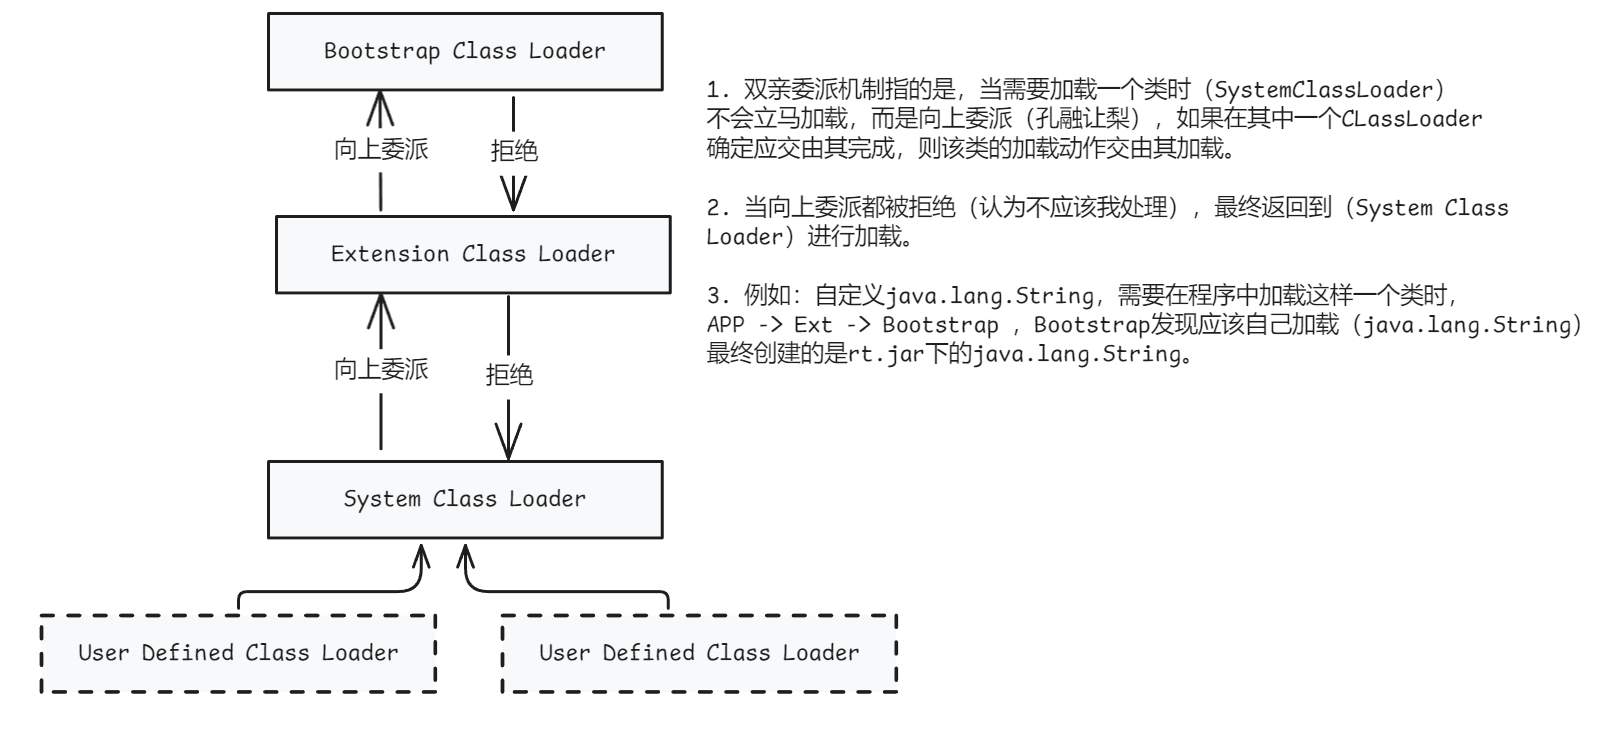 Bootstrap Class Loader
向上委派
拒绝
Extension Class Loader
向上委派
拒绝
System Class Loader
User Defined Class Loader
User Defined Class Loader
1. 双亲委派机制指的是，当需要加载一个类时（SystemClassLoader）
不会立马加载，而是向上委派（孔融让梨），如果在其中一个CLassLoader
确定应交由其完成，则该类的加载动作交由其加载。
2. 当向上委派都被拒绝（认为不应该我处理），最终返回到（System Class
Loader）进行加载。
3. 例如：自定义java.lang.String，需要在程序中加载这样一个类时，
APP -> Ext -> Bootstrap ，Bootstrap发现应该自己加载（java.lang.String）
最终创建的是rt.jar下的java.lang.String。